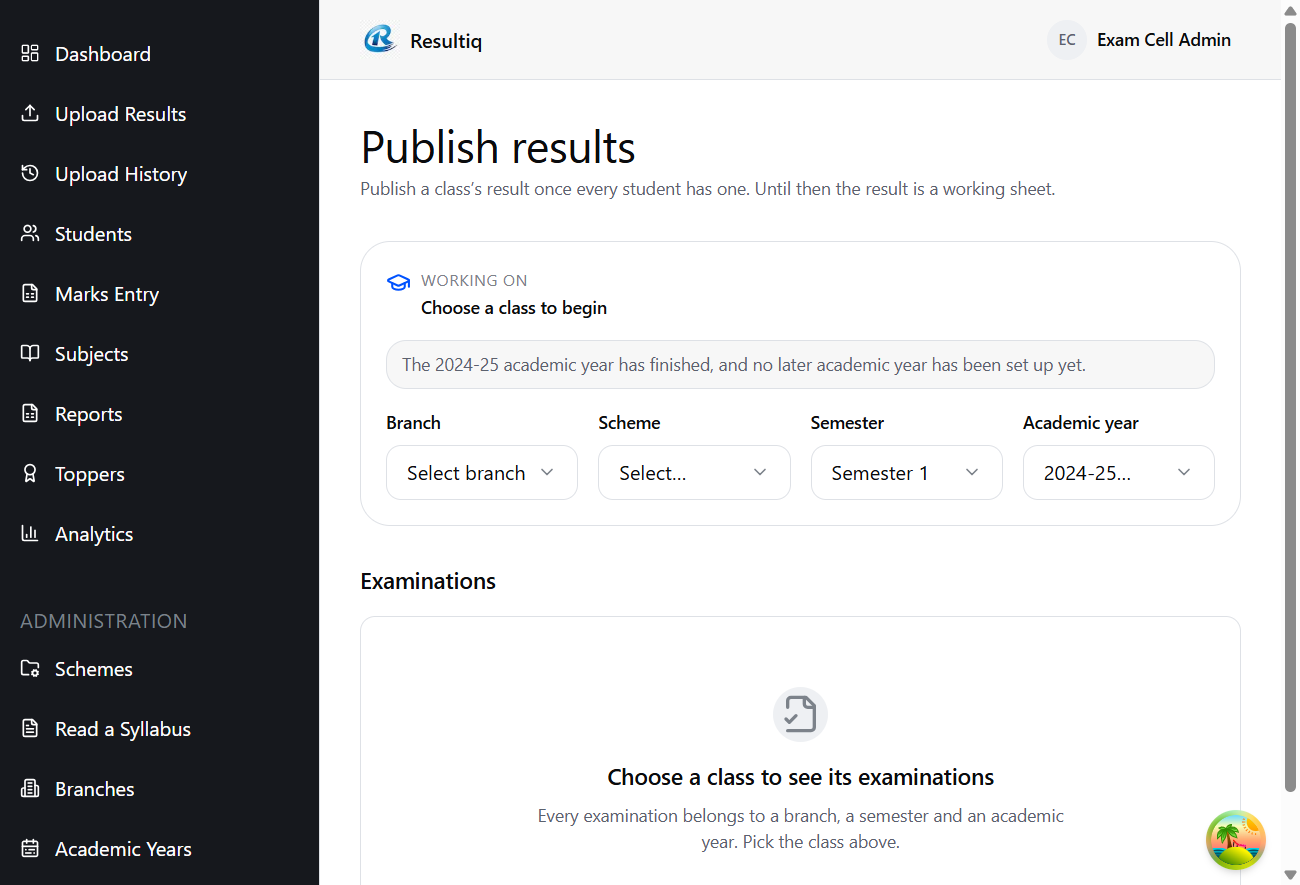 Dashboard
Upload Results
Upload History
Students
Marks Entry
Subjects
Reports
Toppers
Analytics
ADMINISTRATION
Schemes
Read a Syllabus
Branches
Academic Years
Resultiq
EC
Exam Cell Admin
Publish results
Publish a class’s result once every student has one. Until then the result is a working sheet.
WORKING ON
Choose a class to begin
The 2024-25 academic year has finished, and no later academic year has been set up yet.
Branch
Scheme
Semester
Academic year
Select branch
Select...
Semester 1
2024-25...
Examinations
Choose a class to see its examinations
Every examination belongs to a branch, a semester and an academic
year. Pick the class above.